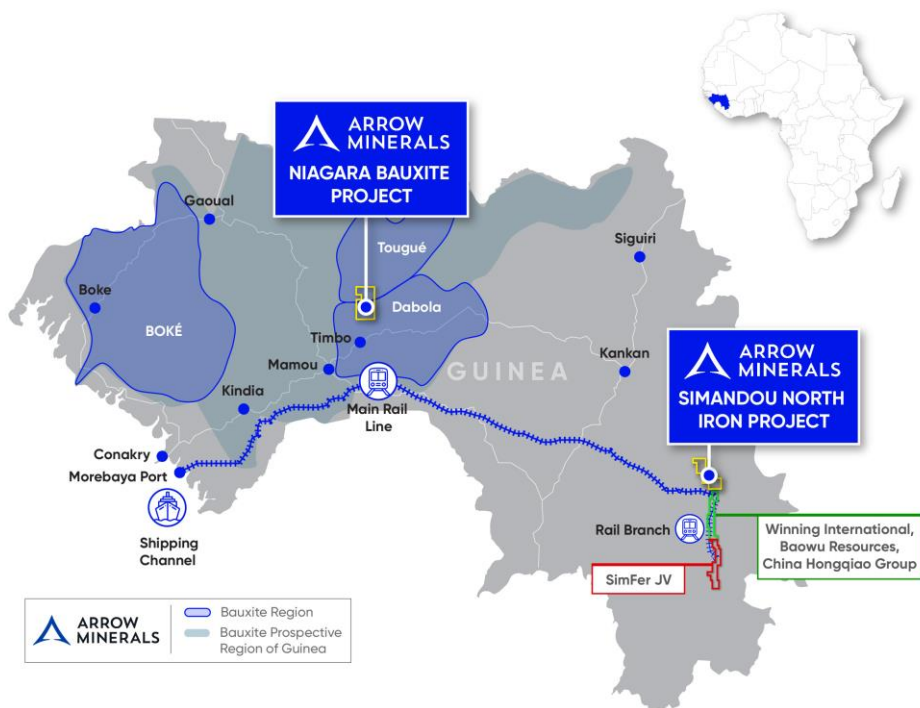 ARROW
MINERALS
NIAGARA BAUXITE
PROJECT
Gaoual
Tougué
Siguiri
Boke
BOKÉ
Dabola
Timbo
Mamou
GUINEA
Kankan
Kindia
Main Rail
Line
ARROW
MINERALS
SIMANDOU NORTH
IRON PROJECT
Conakry
Morebaya Port
Shipping
Channel
Rail Branch
Winning International,
Baowu Resources,
China Hongqiao Group
SimFer JV
ARROW
MINERALS
Bauxite Region
Bauxite Prospective
Region of Guinea